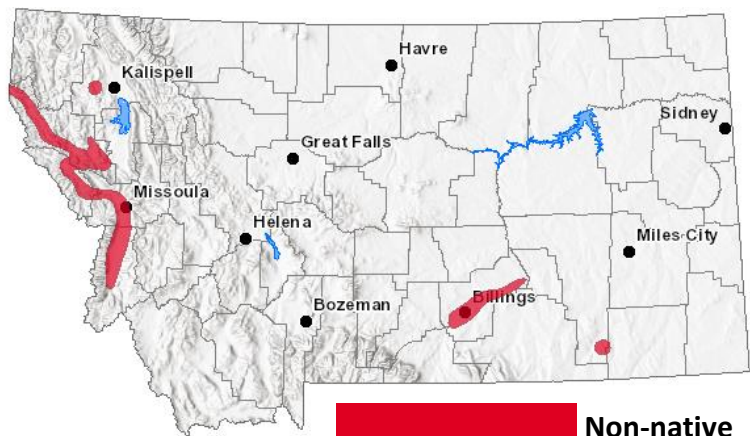 Havre
Kalispell
Sidney
Great Falls
Missoula
Helena
Miles City
Billings
Bozeman
Non-native